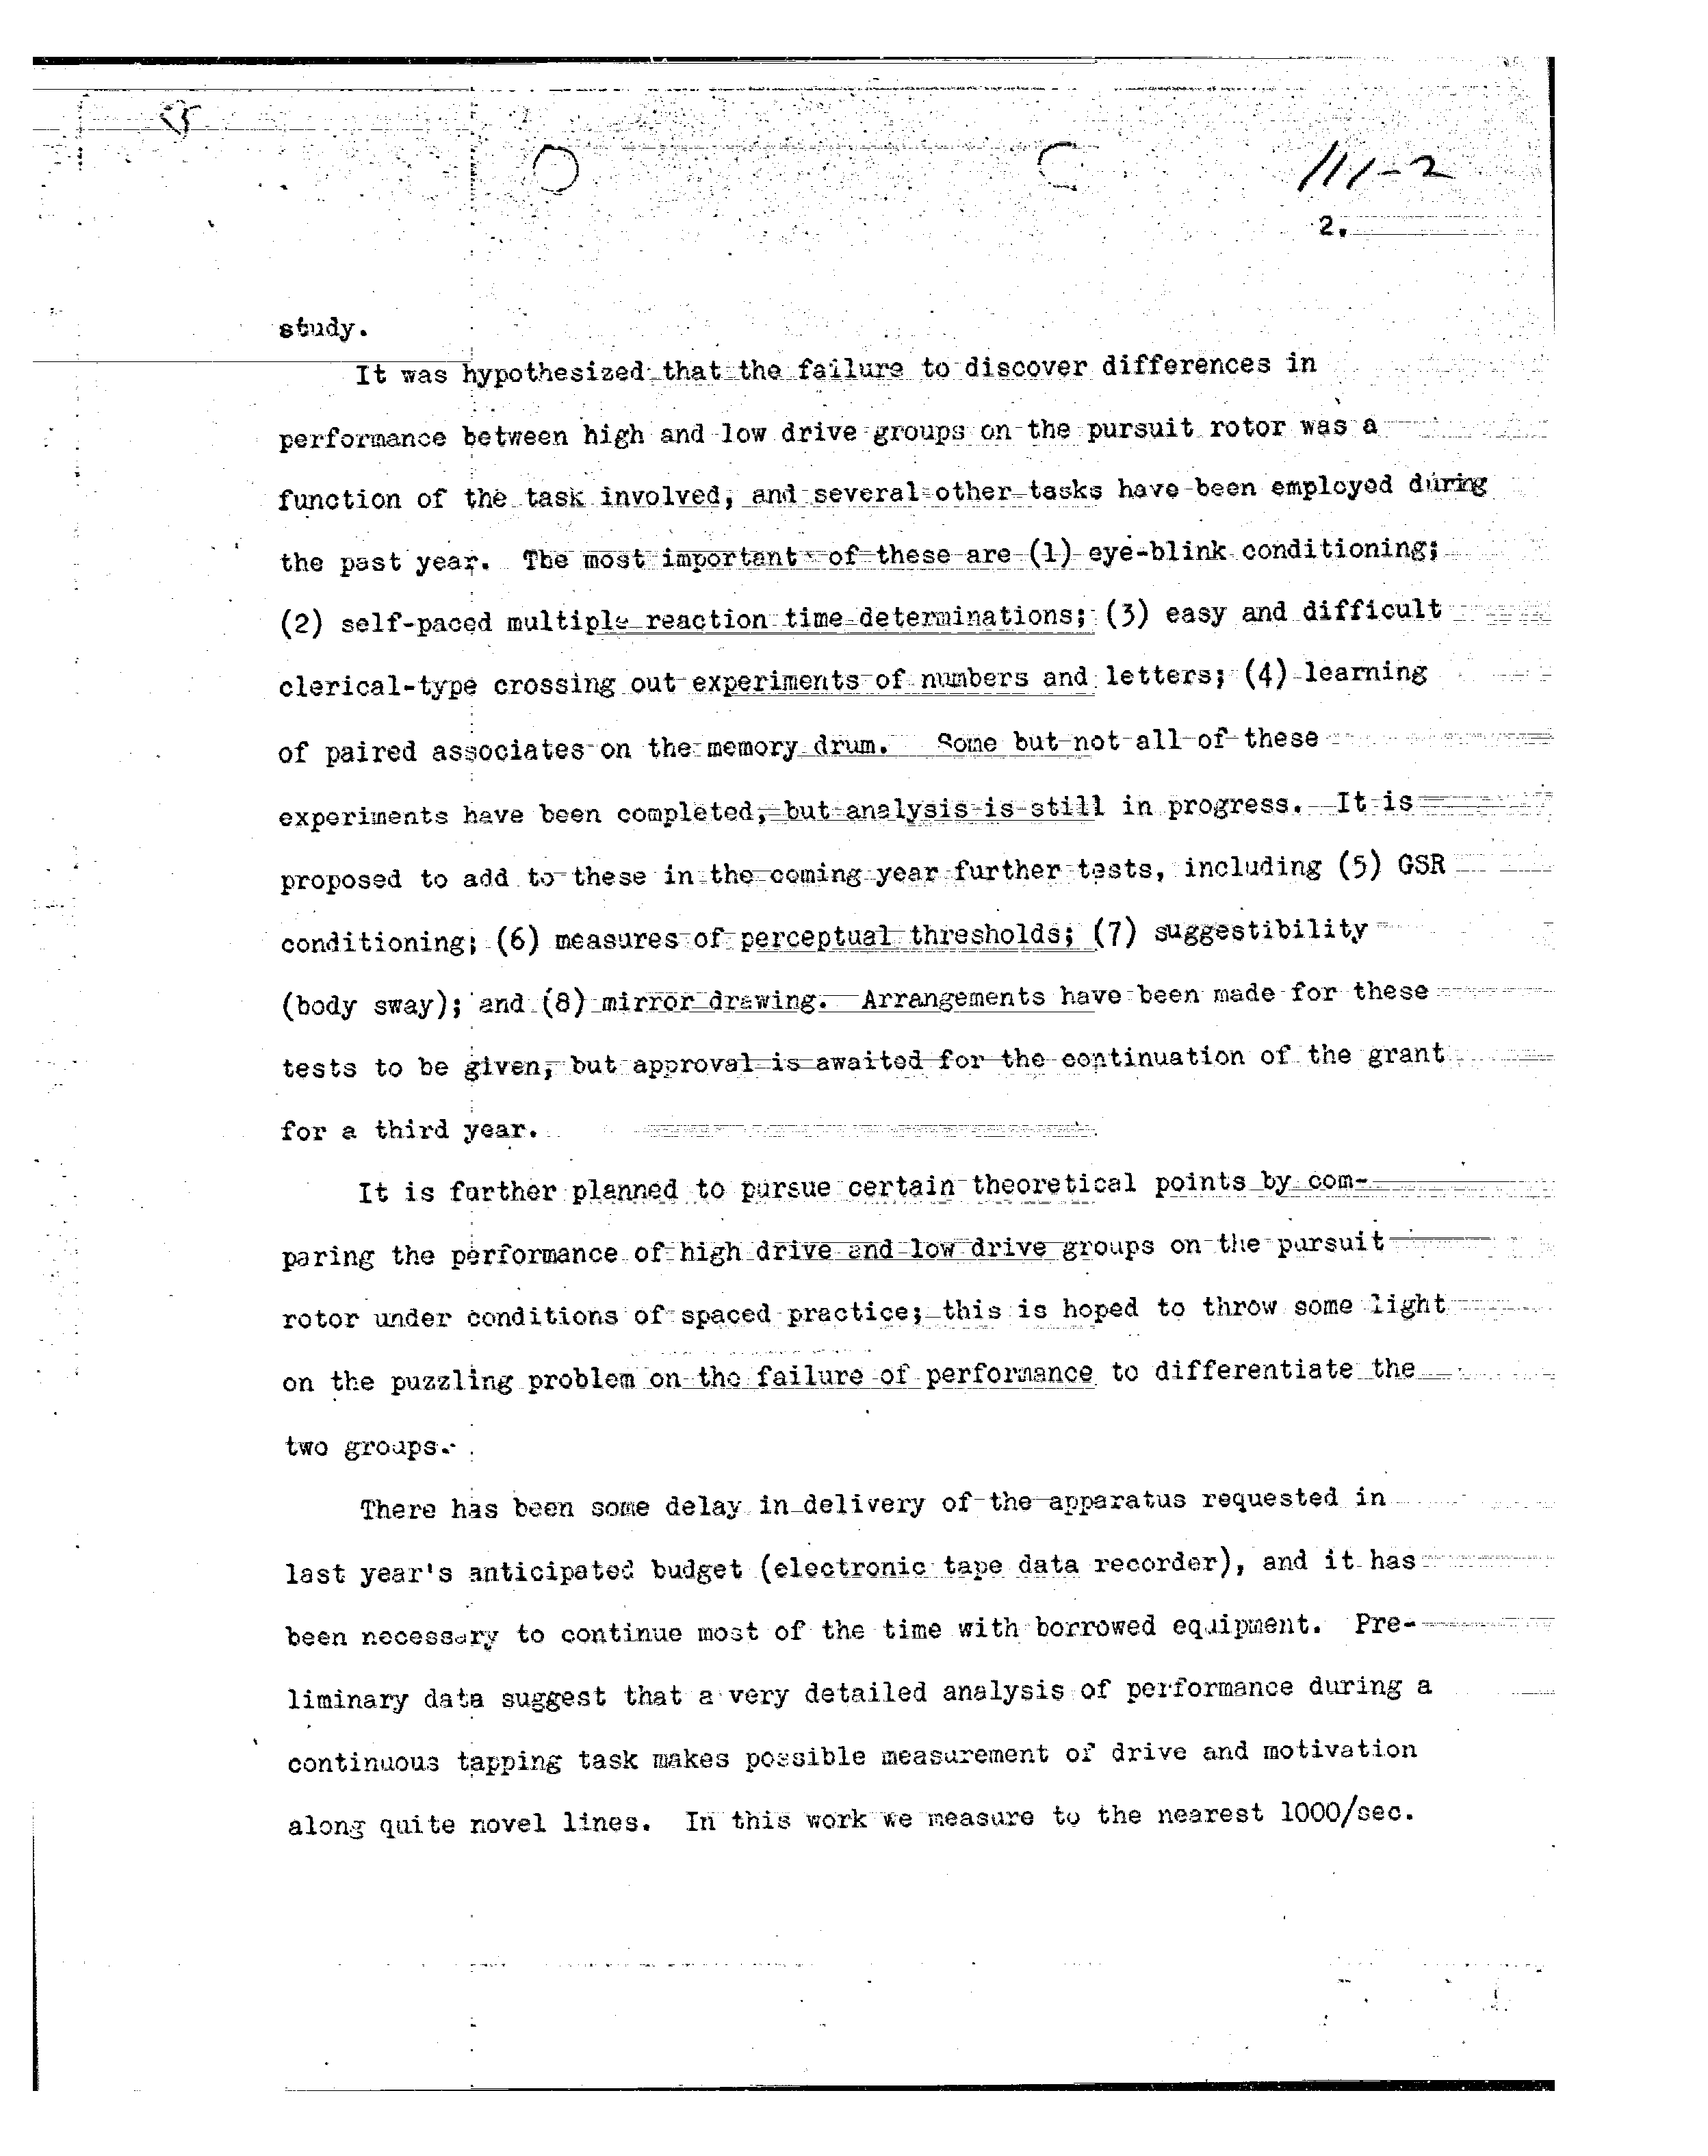 111-2
2.
study.
It was hypothesized that the failure to discover differences in
performance between high and low drive groups on the pursuit rotor was a
function of the task involved, and several other tasks have been employed during
the past year. The most important of these are (1) eye-blink conditioning;
(2) self-paced multiple reaction time determinations; (3) easy and difficult
clerical-type crossing out experiments of numbers and letters; (4) learning
of paired associates on the memory drum. Some but not all of these
experiments have been completed, but analysis is still in progress. It is
proposed to add to these in the coming year further tests, including (5) GSR
conditioning; (6) measures of perceptual thresholds; (7) suggestibility
(body sway); and (8) mirror drawing. Arrangements have been made for these
tests to be given, but approval is awaited for the continuation of the grant
for a third year.
It is further planned to pursue certain theoretical points by com-
paring the performance of high drive and low drive groups on the pursuit
rotor under conditions of spaced practice; this is hoped to throw some light
on the puzzling problem on the failure of performance to differentiate the
two groups.
There has been some delay in delivery of the apparatus requested in
last year's anticipated budget (electronic tape data recorder), and it has
been necessary to continue most of the time with borrowed equipment. Pre-
liminary data suggest that a very detailed analysis of performance during a
continuous tapping task makes possible measurement of drive and motivation
along quite novel lines. In this work we measure to the nearest 1000/sec.